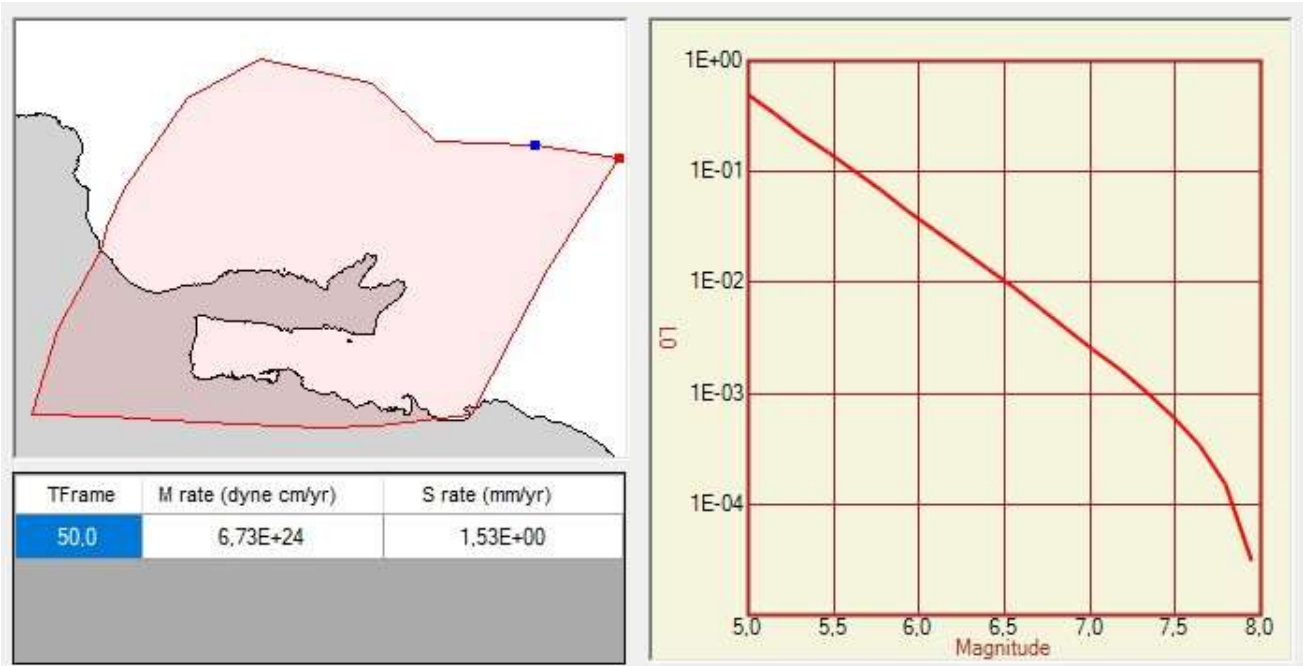 TFrame M rate (dyne cm/yr) S rate (mm/yr)
50,0 6,73E+24 1,53E+00
1E+00
1E-01
1E-02
L0
1E-03
1E-04
5,0 5,5 6,0 6,5 7,0 7,5 8,0
Magnitude